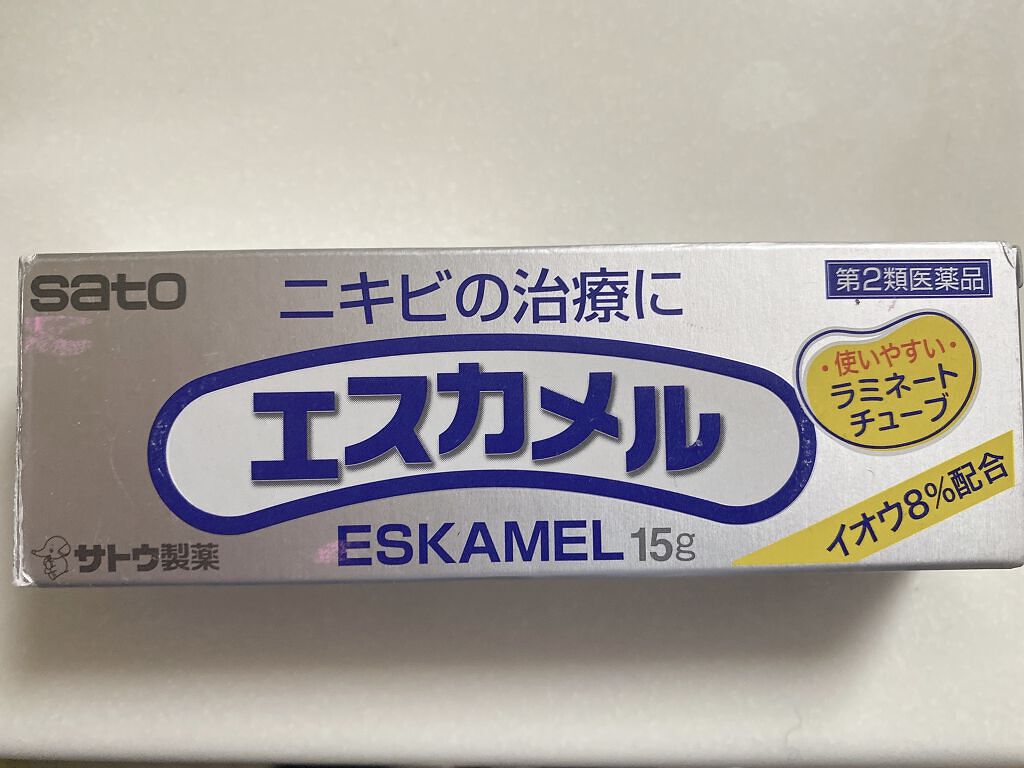 sato
ニキビの治療に
第2類医薬品
・使いやすい・
ラミネート
チューブ
エスカメル
イオウ8%配合
ESKAMEL 15g
サトウ製薬